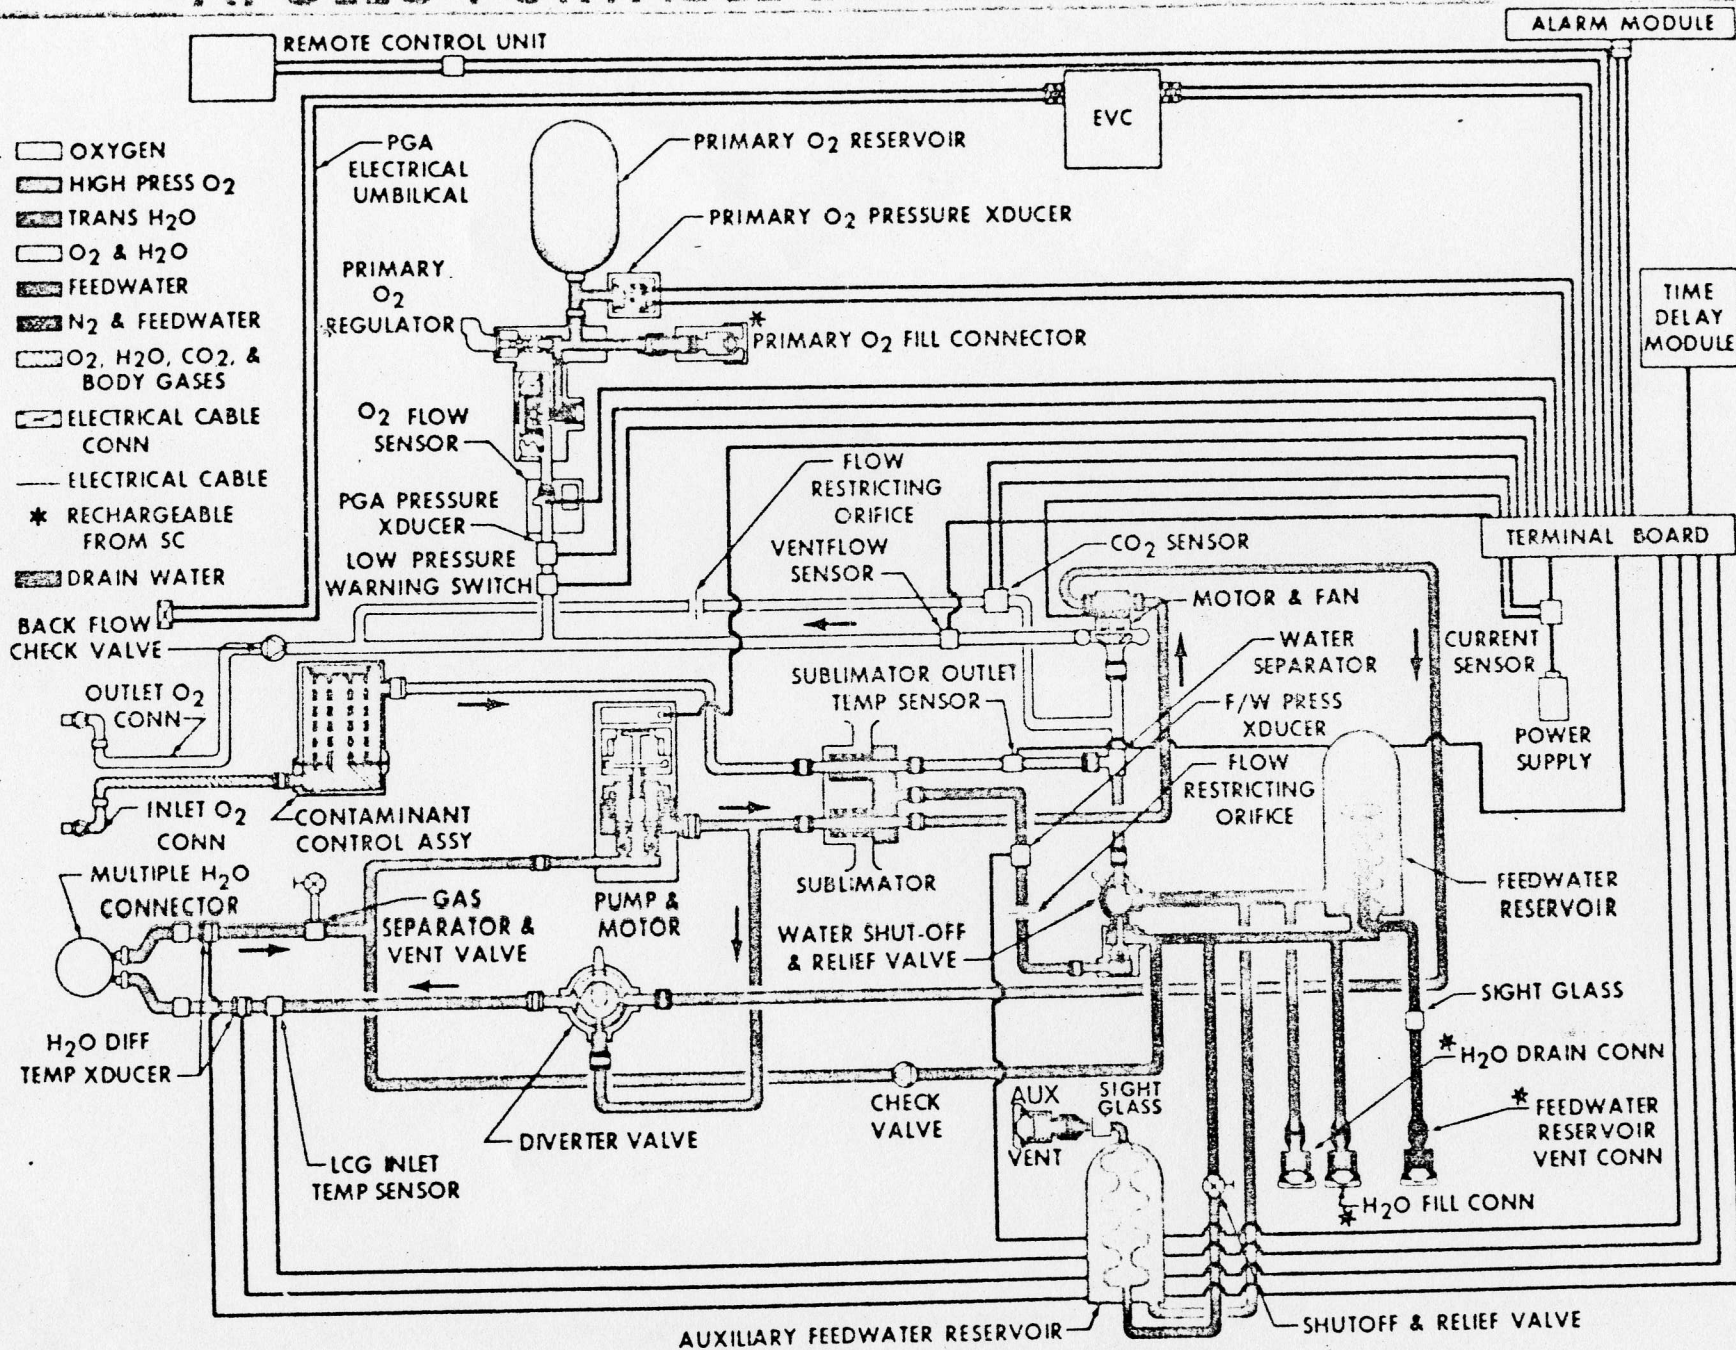 ALARM MODULE
REMOTE CONTROL UNIT
EVC
OXYGEN
HIGH PRESS O2
TRANS H2O
O2 & H2O
FEEDWATER
N2 & FEEDWATER
O2, H2O, CO2, &
BODY GASES
ELECTRICAL CABLE
CONN
ELECTRICAL CABLE
* RECHARGEABLE
FROM SC
DRAIN WATER
PGA
ELECTRICAL
UMBILICAL
PRIMARY O2 RESERVOIR
PRIMARY O2 PRESSURE XDUCER
PRIMARY
O2
REGULATOR
*
PRIMARY O2 FILL CONNECTOR
TIME
DELAY
MODULE
O2 FLOW
SENSOR
PGA PRESSURE
XDUCER
LOW PRESSURE
WARNING SWITCH
FLOW
RESTRICTING
ORIFICE
VENTFLOW
SENSOR
CO2 SENSOR
TERMINAL BOARD
MOTOR & FAN
BACK FLOW
CHECK VALVE
WATER
SEPARATOR
CURRENT
SENSOR
OUTLET O2
CONN
SUBLIMATOR OUTLET
TEMP SENSOR
F/W PRESS
XDUCER
POWER
SUPPLY
FLOW
RESTRICTING
ORIFICE
INLET O2
CONN
CONTAMINANT
CONTROL ASSY
MULTIPLE H2O
CONNECTOR
GAS
SEPARATOR &
VENT VALVE
PUMP &
MOTOR
SUBLIMATOR
WATER SHUT-OFF
& RELIEF VALVE
FEEDWATER
RESERVOIR
SIGHT GLASS
H2O DIFF
TEMP XDUCER
* H2O DRAIN CONN
CHECK
VALVE
AUX
VENT
SIGHT
GLASS
* FEEDWATER
RESERVOIR
VENT CONN
DIVERTER VALVE
LCG INLET
TEMP SENSOR
* H2O FILL CONN
AUXILIARY FEEDWATER RESERVOIR
SHUTOFF & RELIEF VALVE